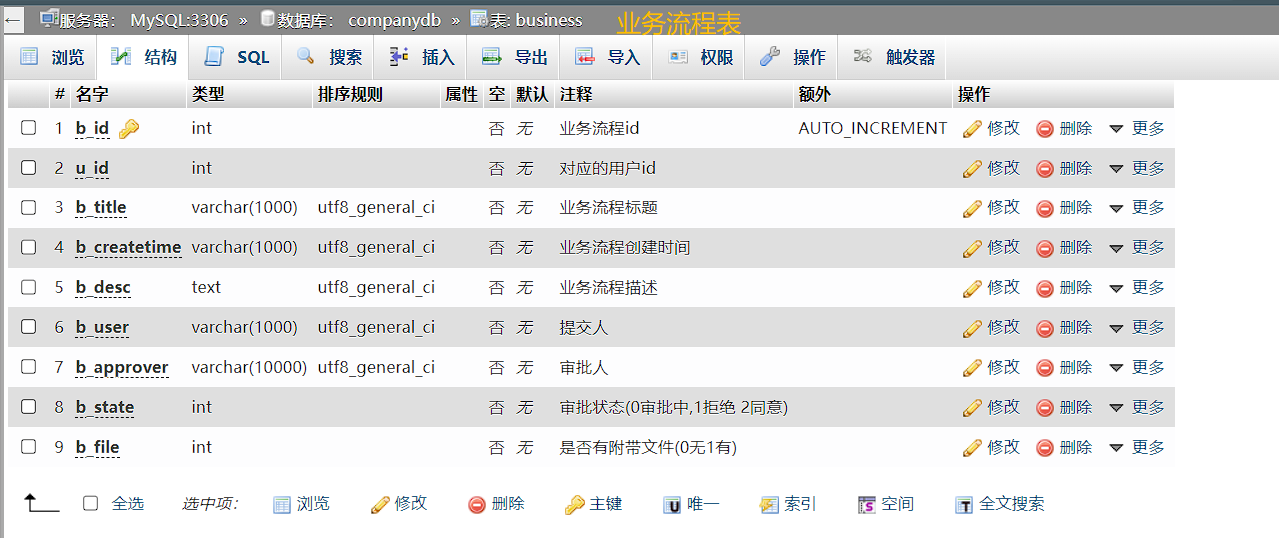 服务器: MySQL:3306 » 数据库: companydb » 表: business 业务流程表
浏览 结构 SQL 搜索 插入 导出 导入 权限 操作 触发器
# 名字 类型 排序规则 属性 空 默认 注释 额外 操作
1 b_id int 否 无 业务流程id AUTO_INCREMENT 修改 删除 更多
2 u_id int 否 无 对应的用户id 修改 删除 更多
3 b_title varchar(1000) utf8_general_ci 否 无 业务流程标题 修改 删除 更多
4 b_createtime varchar(1000) utf8_general_ci 否 无 业务流程创建时间 修改 删除 更多
5 b_desc text utf8_general_ci 否 无 业务流程描述 修改 删除 更多
6 b_user varchar(1000) utf8_general_ci 否 无 提交人 修改 删除 更多
7 b_approver varchar(10000) utf8_general_ci 否 无 审批人 修改 删除 更多
8 b_state int 否 无 审批状态(0审批中,1拒绝 2同意) 修改 删除 更多
9 b_file int 否 无 是否有附带文件(0无1有) 修改 删除 更多
全选 选中项: 浏览 修改 删除 主键 唯一 索引 空间 全文搜索